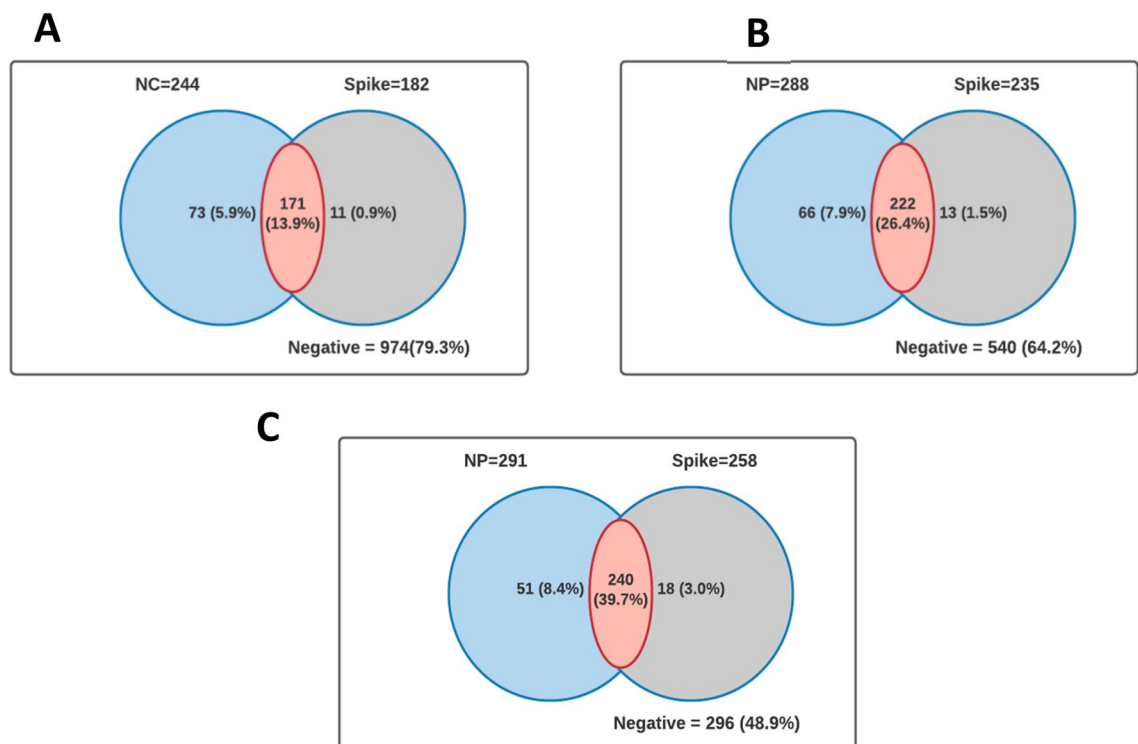 A
NC=244 Spike=182
73 (5.9%) 171 (13.9%) 11 (0.9%)
Negative = 974(79.3%)
B
NP=288 Spike=235
66 (7.9%) 222 (26.4%) 13 (1.5%)
Negative = 540 (64.2%)
C
NP=291 Spike=258
51 (8.4%) 240 (39.7%) 18 (3.0%)
Negative = 296 (48.9%)